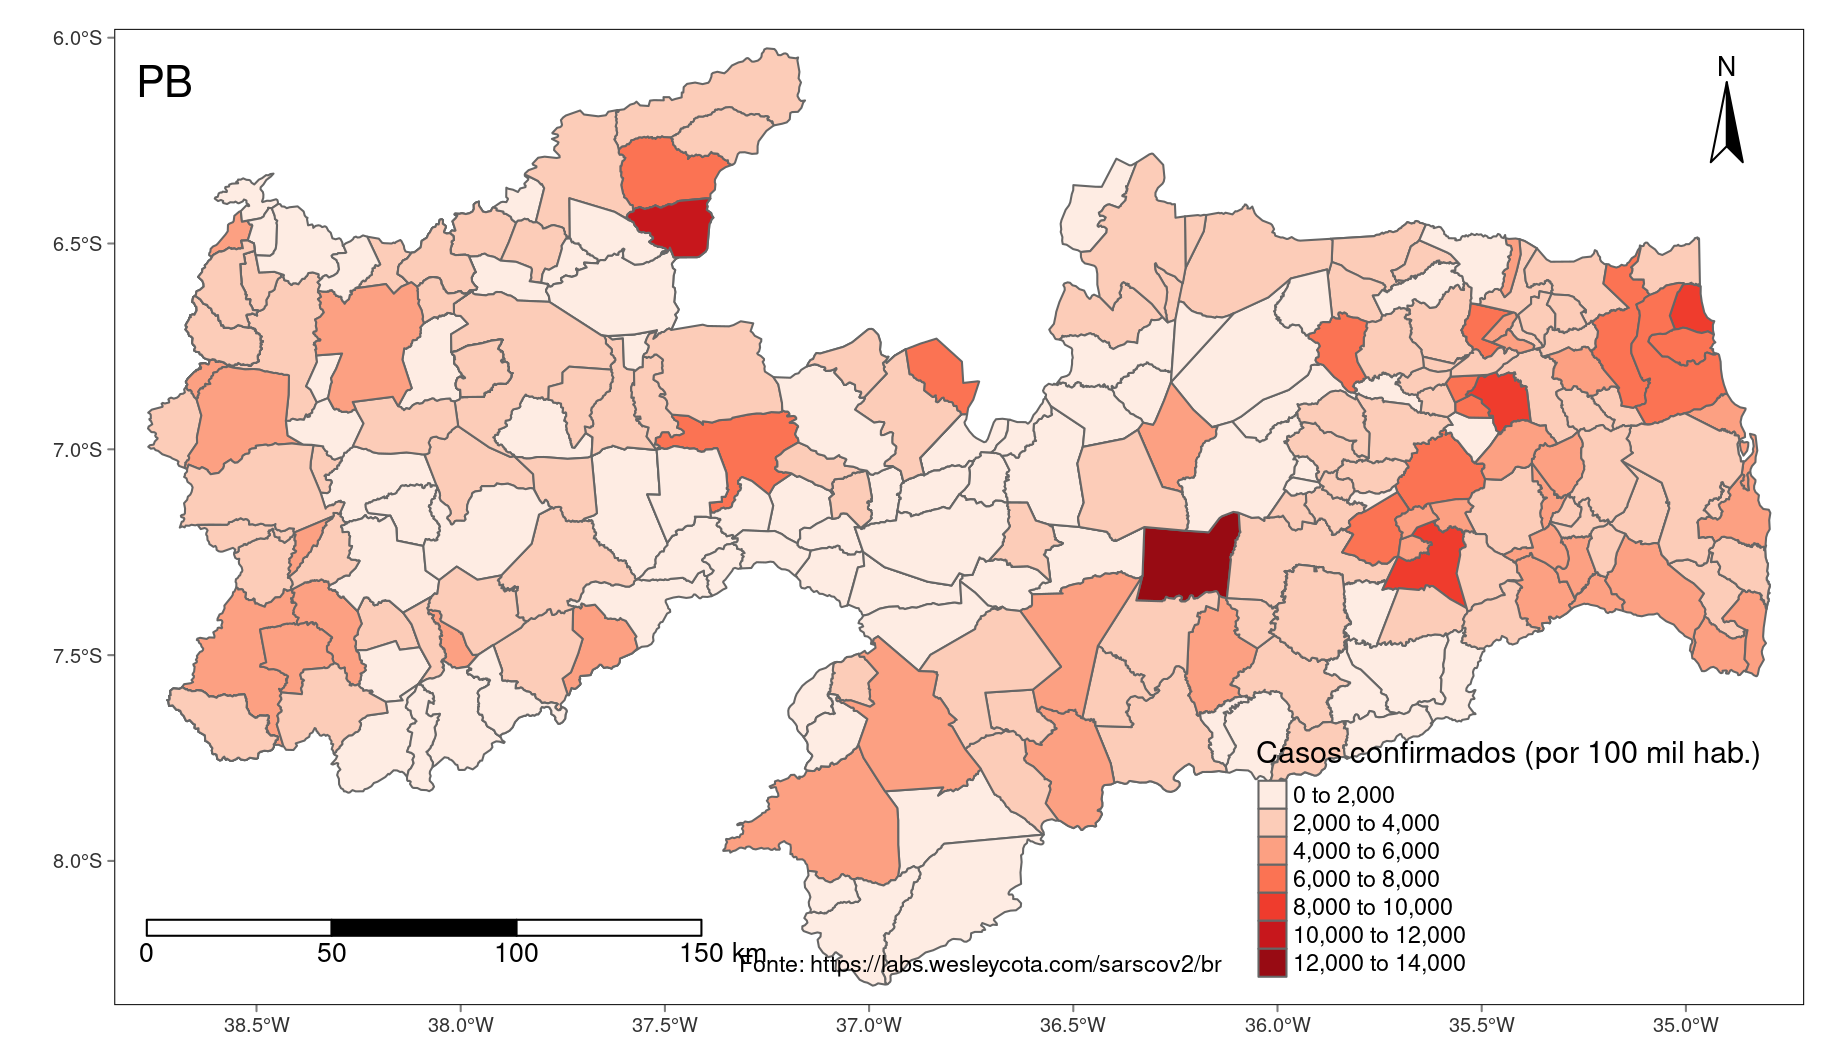 6.0°S
PB
N
6.5°S
7.0°S
7.5°S
8.0°S
Casos confirmados (por 100 mil hab.)
0 to 2,000
2,000 to 4,000
4,000 to 6,000
6,000 to 8,000
8,000 to 10,000
10,000 to 12,000
12,000 to 14,000
0 50 100 150 km
Fonte: https://labs.wesleycota.com/sarscov2/br
38.5°W 38.0°W 37.5°W 37.0°W 36.5°W 36.0°W 35.5°W 35.0°W